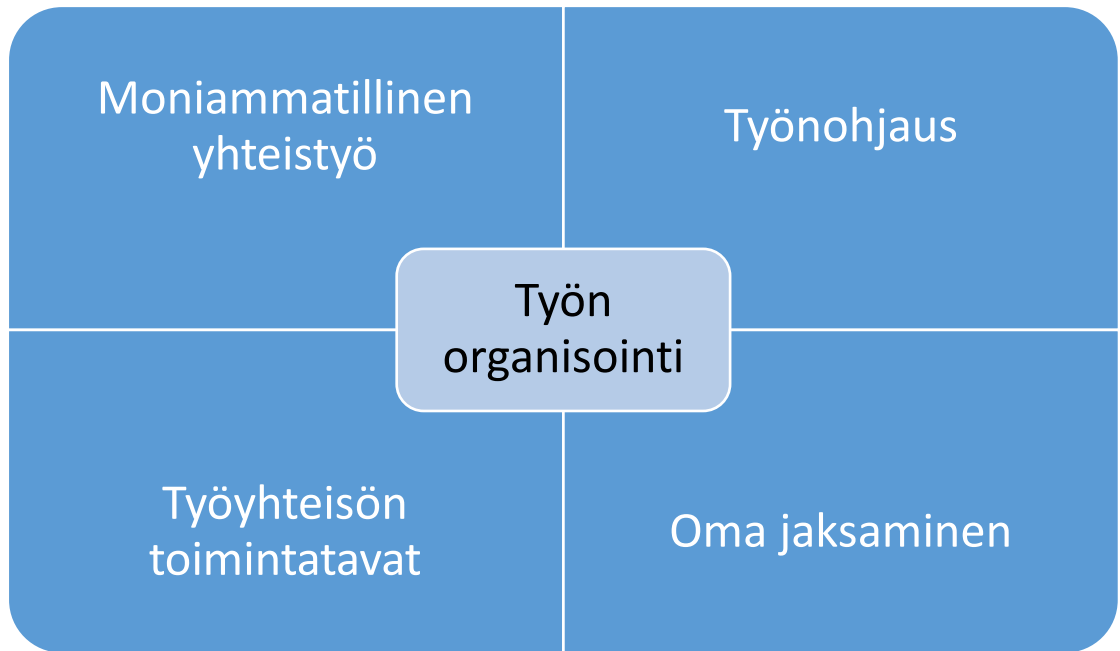 Moniammatillinen
yhteistyö
Työnohjaus
Työn
organisointi
Työyhteisön
toimintatavat
Oma jaksaminen